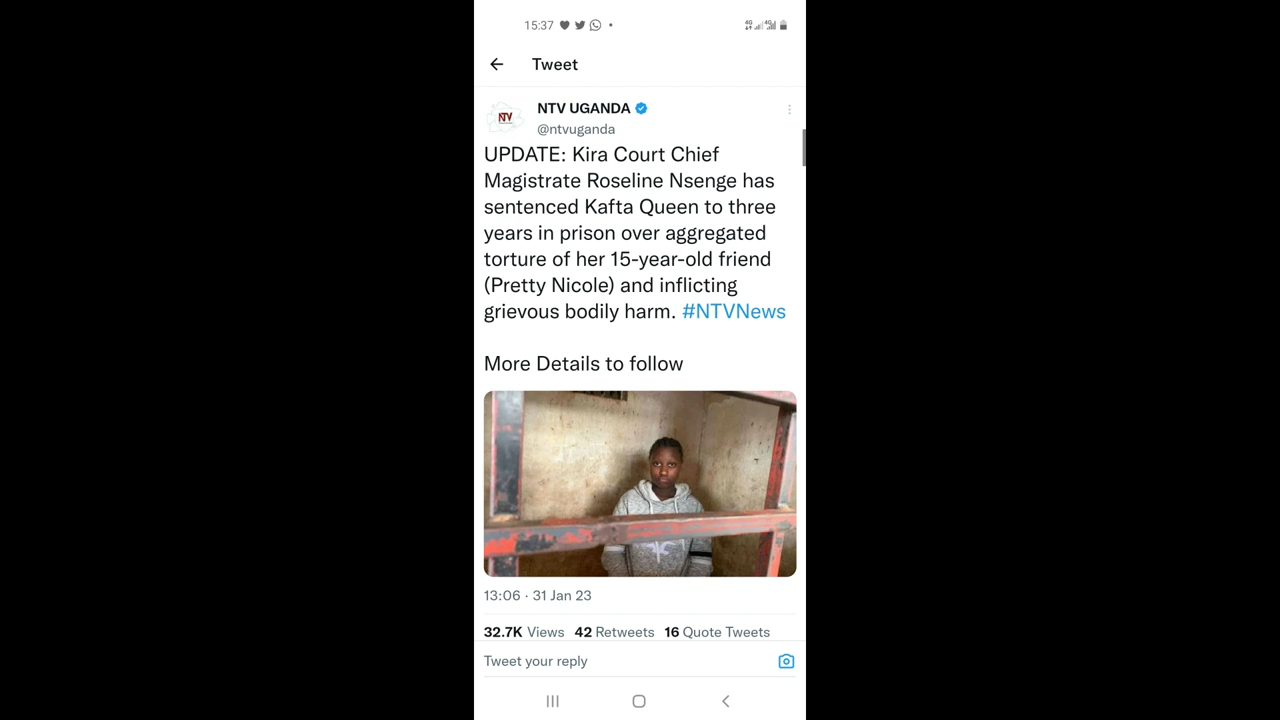 15:37
4G 4G
Tweet
NTV UGANDA
NTV
@ntvuganda
UPDATE: Kira Court Chief
Magistrate Roseline Nsenge has
sentenced Kafta Queen to three
years in prison over aggregated
torture of her 15-year-old friend
(Pretty Nicole) and inflicting
grievous bodily harm. #NTVNews
More Details to follow
13:06 · 31 Jan 23
32.7K Views 42 Retweets 16 Quote Tweets
Tweet your reply